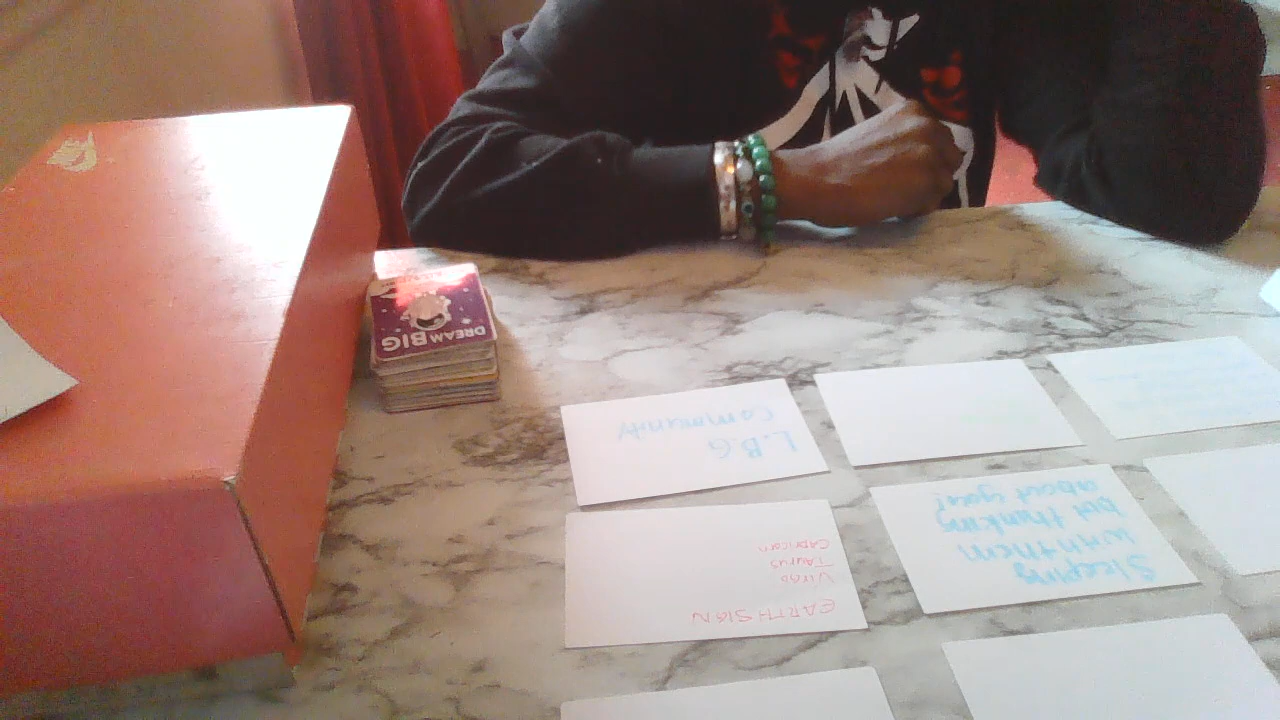 DREAM BIG
L.B.G
Community
EARTH SIGN
Virgo
Taurus
Capricorn
Sleeping
with them
but thinking
about you!